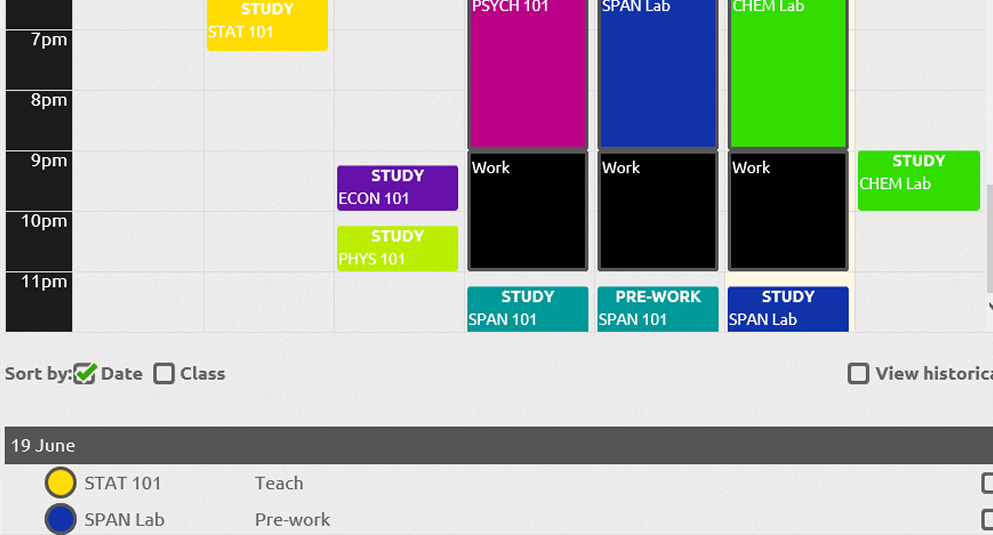 STUDY
STAT 101
PSYCH 101
SPAN Lab
CHEM Lab
7pm
8pm
9pm
Work
Work
Work
STUDY
CHEM Lab
STUDY
ECON 101
10pm
STUDY
PHYS 101
11pm
STUDY
SPAN 101
PRE-WORK
SPAN 101
STUDY
SPAN Lab
Sort by: Date Class View historica
19 June
STAT 101 Teach
SPAN Lab Pre-work